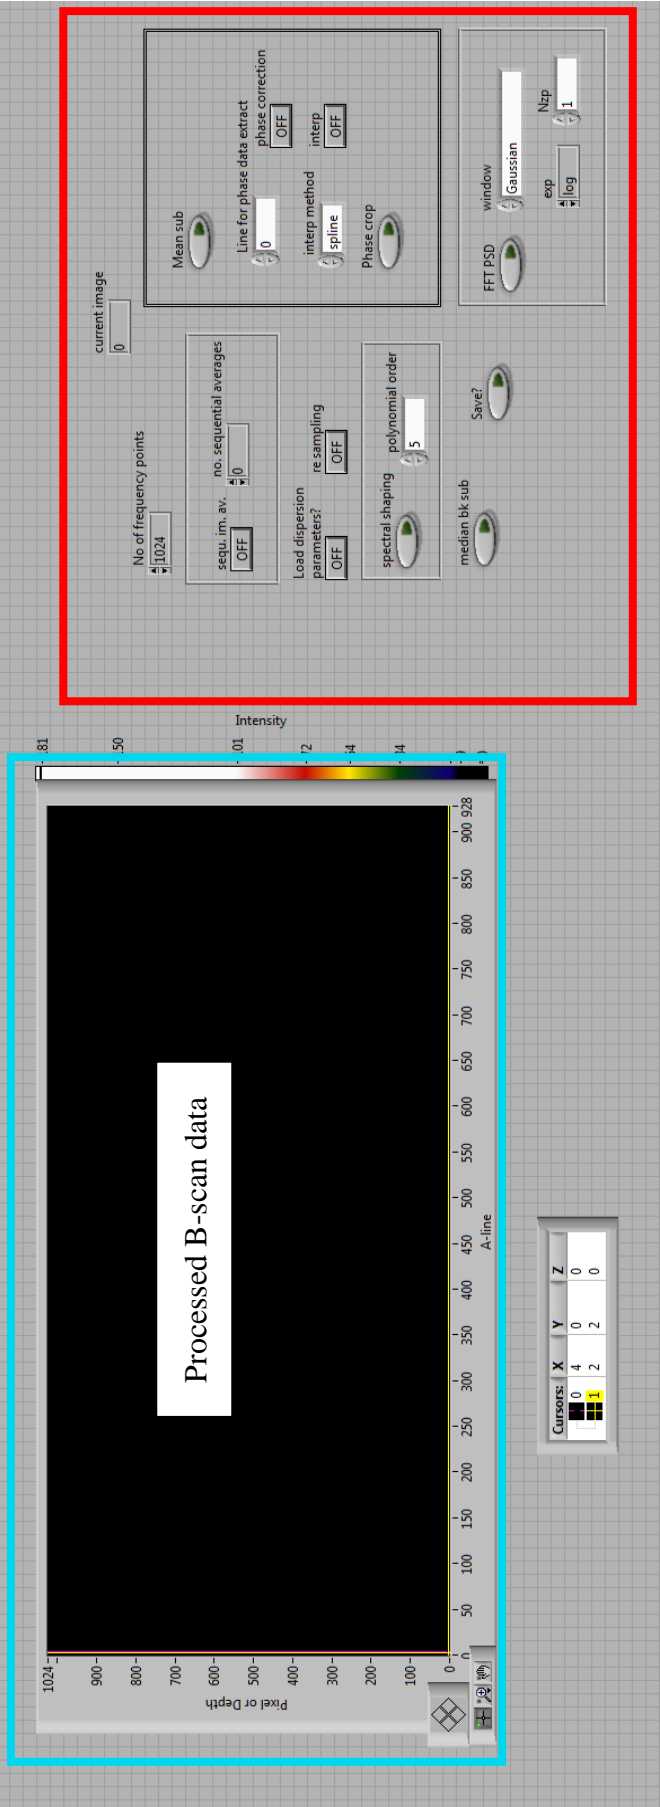 1024
900
800
700
600
500
400
300
200
100
0
Pixel or Depth
Processed B-scan data
0
50
100
150
200
250
300
350
400
450
500
550
600
650
700
750
800
850
900
928
A-line
.81
.50
.01
Intensity
Cursors: X Y Z
0 4 0 0
1 2 2 0
No of frequency points
1024
current image
0
sequ. im. av.
OFF
no. sequential averages
0
Load dispersion
parameters?
OFF
re sampling
OFF
spectral shaping
polynomial order
5
median bk sub
Save?
Mean sub
Line for phase data extract
0
phase correction
OFF
interp method
spline
interp
OFF
Phase crop
FFT PSD
window
Gaussian
exp
log
Nzp
1